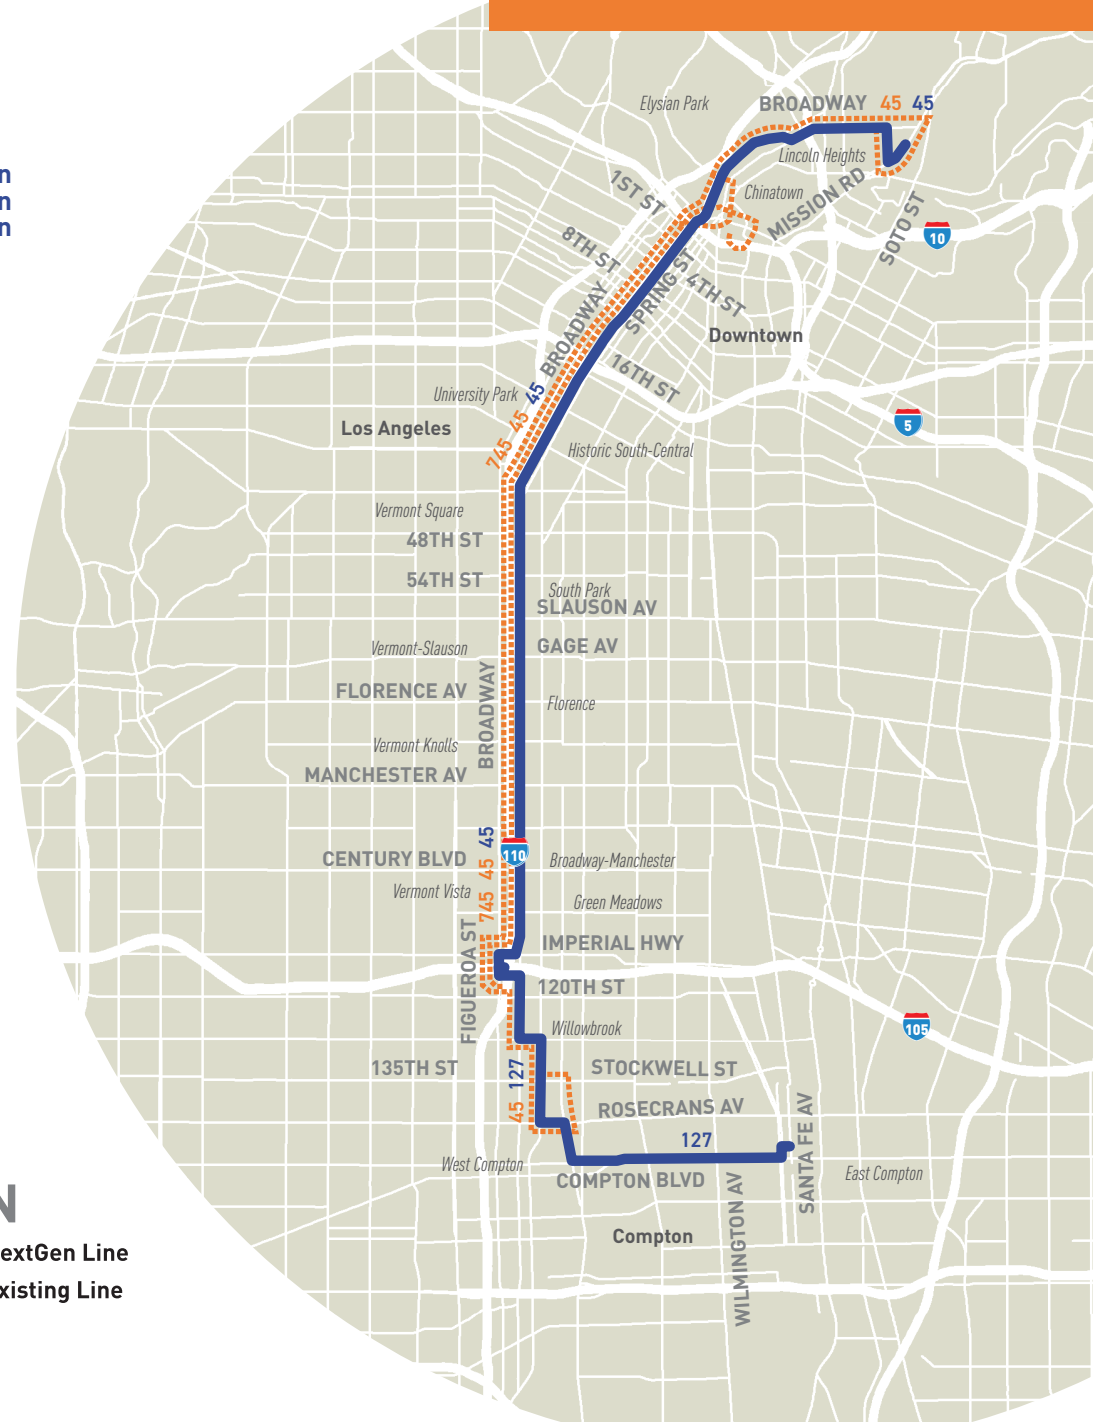 n
n
n
Elysian Park
BROADWAY 45 45
Lincoln Heights
1ST ST
Chinatown
MISSION RD
SOTO ST
10
8TH ST
SPRING ST
4TH ST
BROADWAY
Downtown
16TH ST
University Park
45
45
745
5
Los Angeles
Historic South-Central
Vermont Square
48TH ST
54TH ST
South Park
SLAUSON AV
GAGE AV
Vermont-Slauson
FLORENCE AV
BROADWAY
Florence
Vermont Knolls
MANCHESTER AV
45
110
CENTURY BLVD
45
Broadway-Manchester
Vermont Vista
745
Green Meadows
FIGUEROA ST
IMPERIAL HWY
120TH ST
105
Willowbrook
135TH ST
127
STOCKWELL ST
45
ROSECRANS AV
SANTA FE AV
127
West Compton
COMPTON BLVD
East Compton
WILMINGTON AV
Compton
N
extGen Line
xisting Line